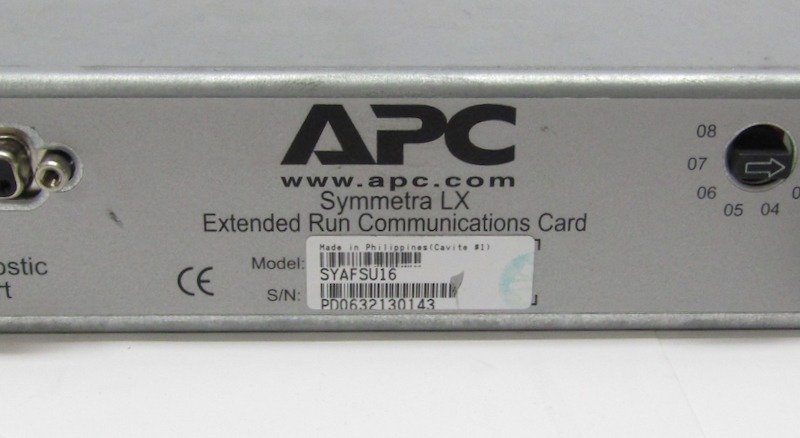 APC
www.apc.com
Symmetra LX
Extended Run Communications Card
Made in Philippines(Cavite #1)
Model:
SYAFSU16
S/N:
PD0632130143
CE
ostic
rt
08
07
06
05
04